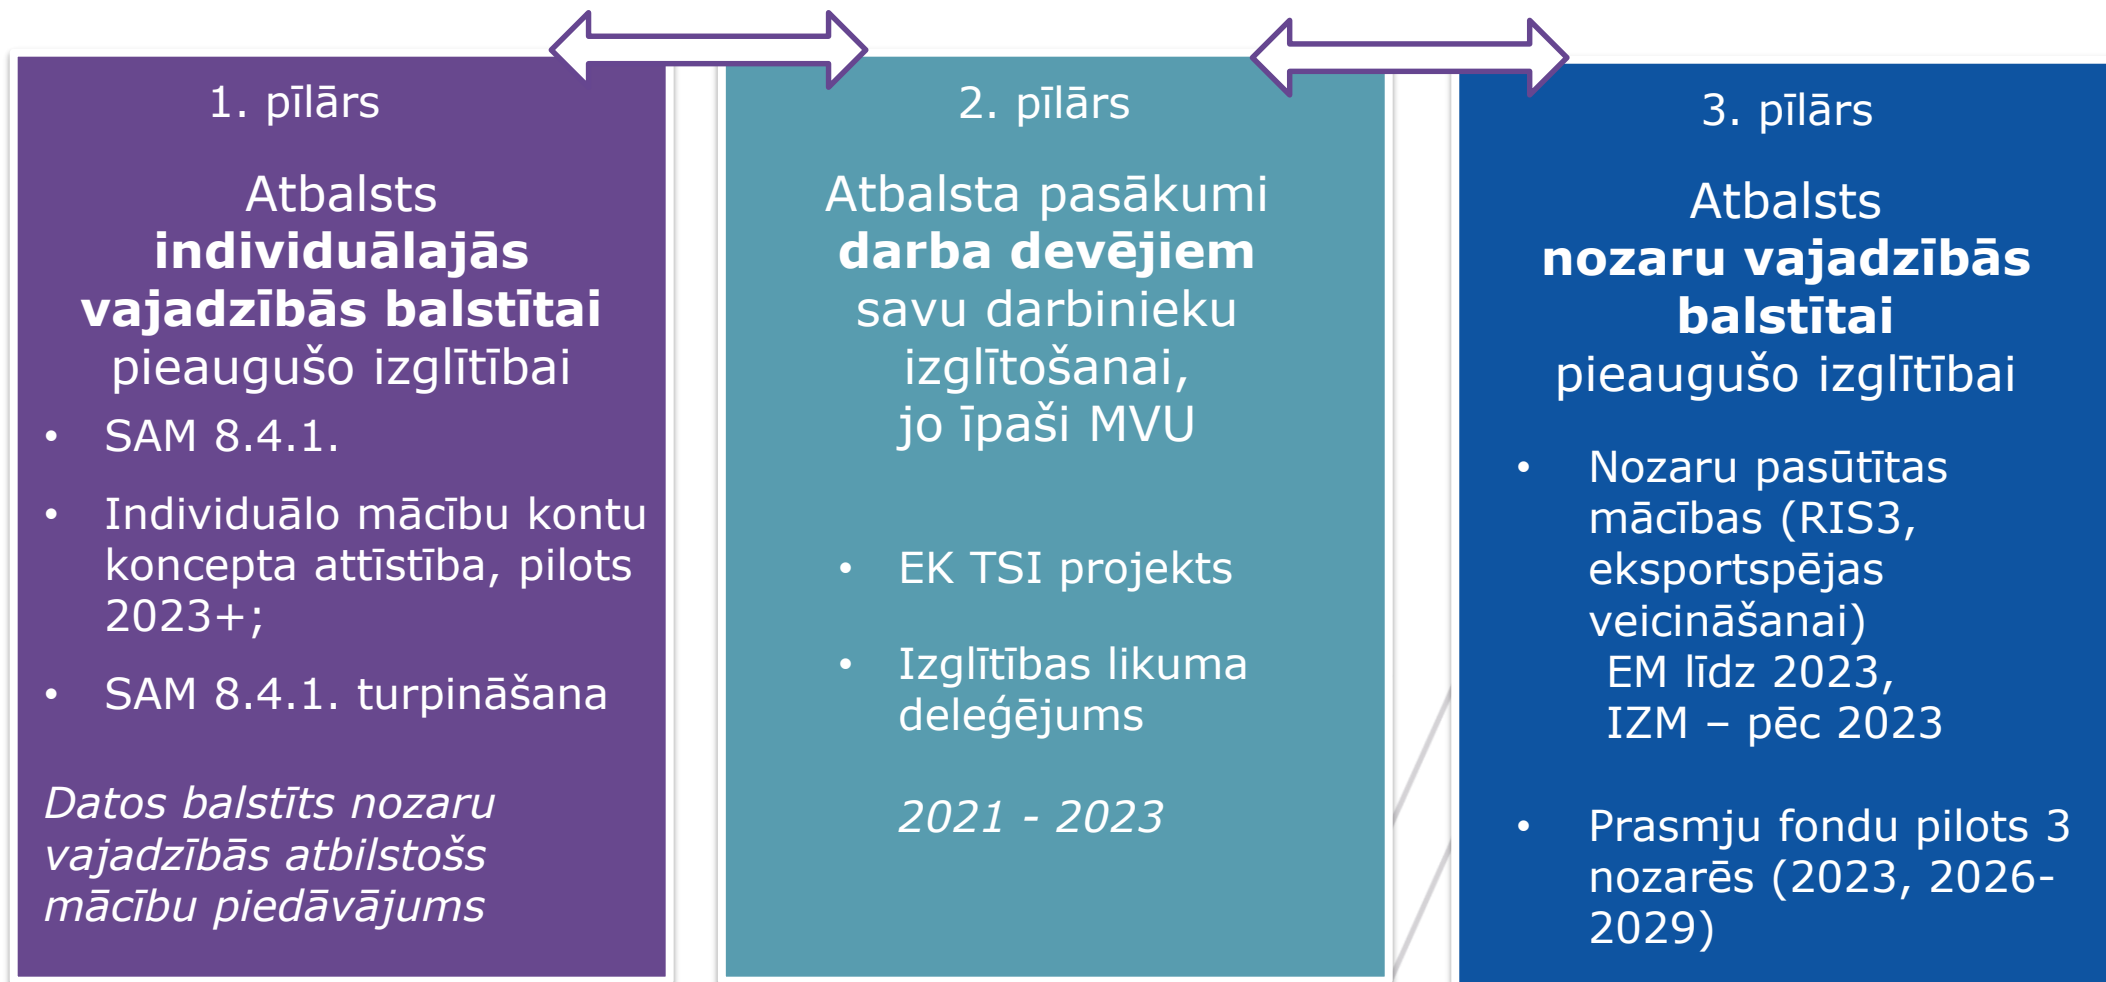 1. pīlārs
Atbalsts
individuālajās
vajadzībās balstītai
pieaugušo izglītībai
• SAM 8.4.1.
• Individuālo mācību kontu
koncepta attīstība, pilots
2023+;
• SAM 8.4.1. turpināšana
Datos balstīts nozaru
vajadzībās atbilstošs
mācību piedāvājums
2. pīlārs
Atbalsta pasākumi
darba devējiem
savu darbinieku
izglītošanai,
jo īpaši MVU
• EK TSI projekts
• Izglītības likuma
deleģējums
2021 - 2023
3. pīlārs
Atbalsts
nozaru vajadzībās
balstītai
pieaugušo izglītībai
• Nozaru pasūtītas
mācības (RIS3,
eksportspējas
veicināšanai)
EM līdz 2023,
IZM – pēc 2023
• Prasmju fondu pilots 3
nozarēs (2023, 2026-
2029)